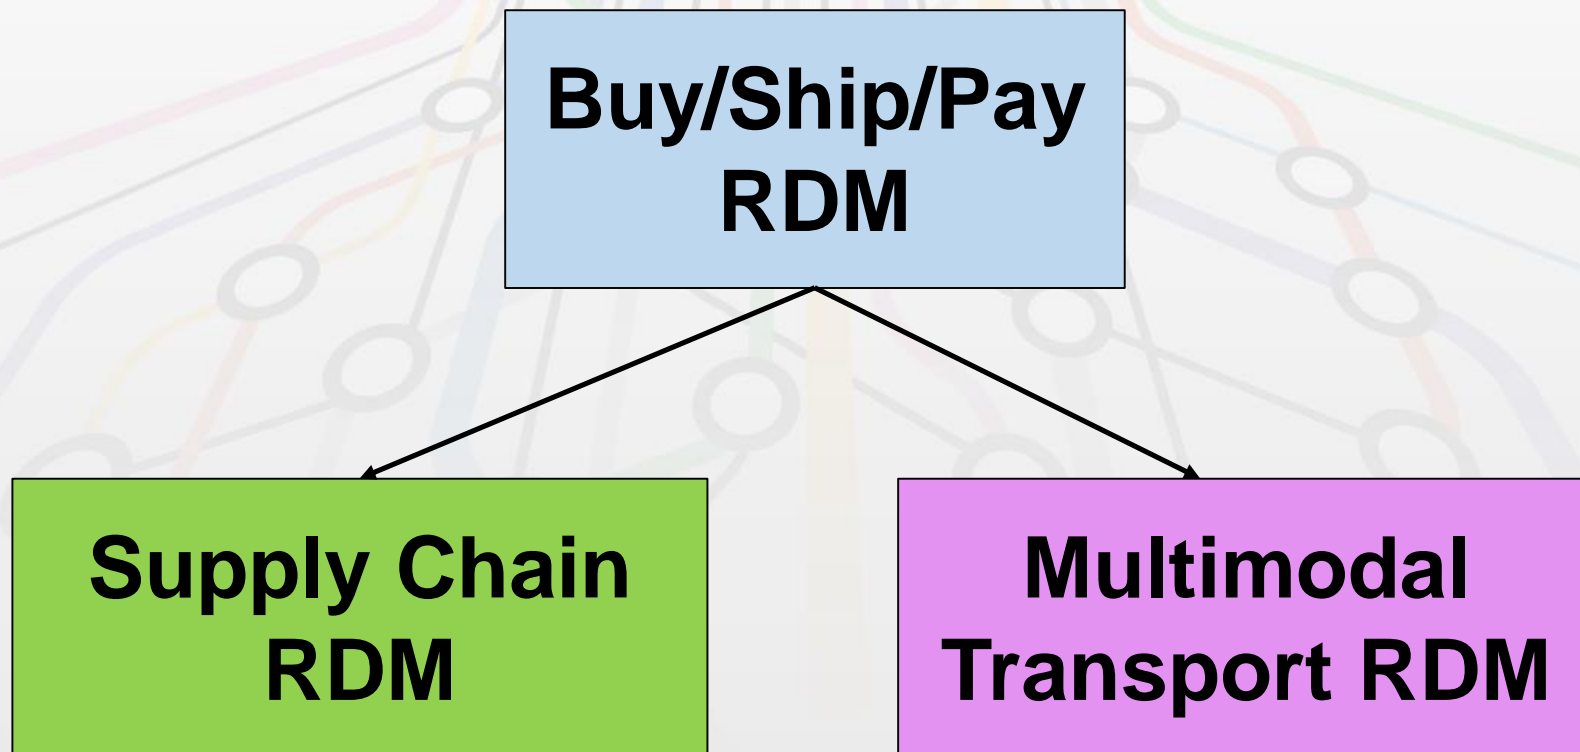 Buy/Ship/Pay
RDM
Supply Chain
RDM
Multimodal
Transport RDM